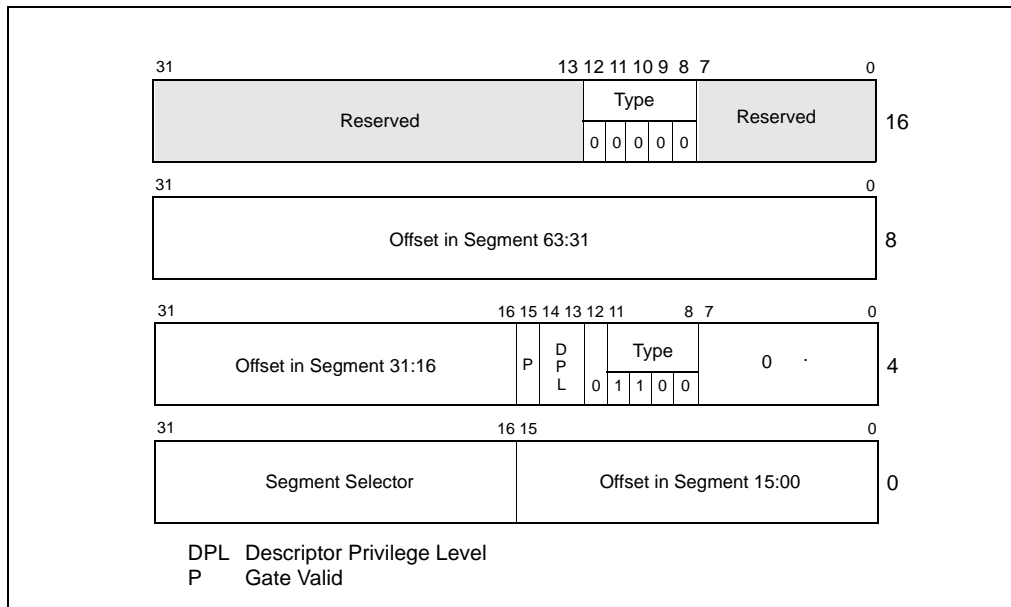 31 13 12 11 10 9 8 7 0
Type
Reserved Reserved 16
0 0 0 0 0
31 0
Offset in Segment 63:31 8
31 16 15 14 13 12 11 8 7 0
Offset in Segment 31:16 P D P L Type 0 . 4
0 1 1 0 0
31 16 15 0
Segment Selector Offset in Segment 15:00 0
DPL Descriptor Privilege Level
P Gate Valid